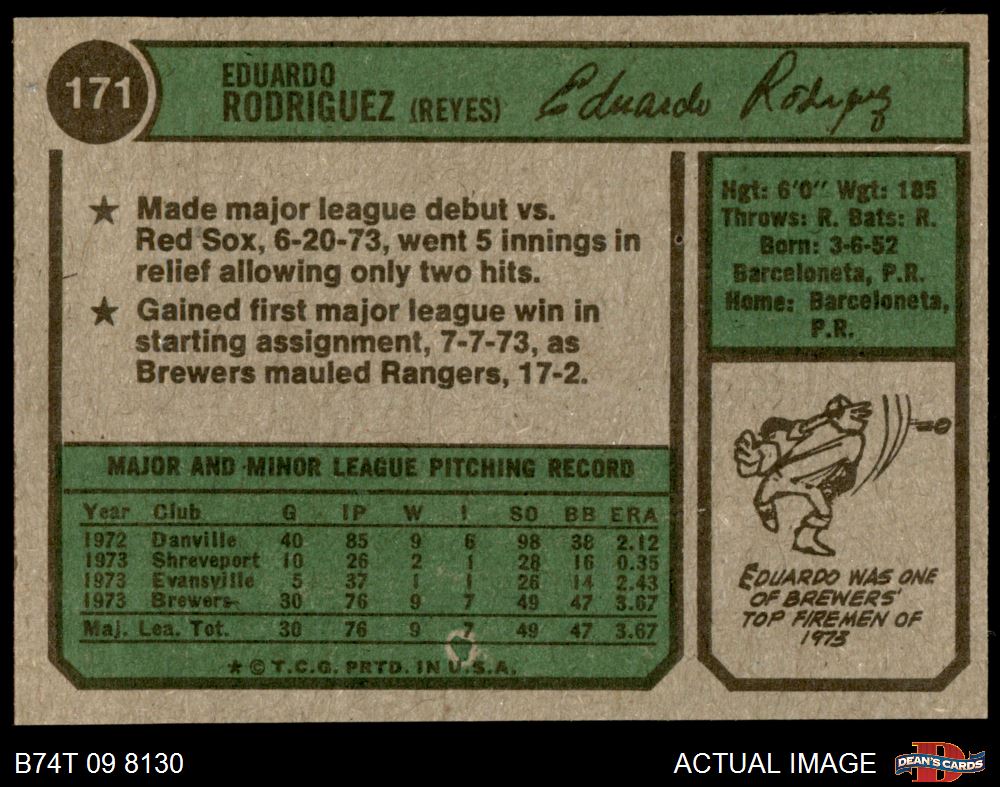 171
EDUARDO
RODRIGUEZ (REYES)
Eduardo Rodriguez
★ Made major league debut vs.
Red Sox, 6-20-73, went 5 innings in
relief allowing only two hits.
★ Gained first major league win in
starting assignment, 7-7-73, as
Brewers mauled Rangers, 17-2.
Hgt: 6'0" Wgt: 185
Throws: R. Bats: R.
Born: 3-6-52
Barceloneta, P.R.
Home: Barceloneta,
P.R.
MAJOR AND MINOR LEAGUE PITCHING RECORD
Year Club G IP W L SO BB ERA
1972 Danville 40 85 9 6 98 38 2.12
1973 Shreveport 10 26 2 1 28 16 0.35
1973 Evansville 5 37 1 1 26 14 2.43
1973 Brewers 30 76 9 7 49 47 3.67
Maj. Lea. Tot. 30 76 9 7 49 47 3.67
★ © T.C.G. PRTD. IN U.S.A.
EDUARDO WAS ONE
OF BREWERS'
TOP FIREMEN OF
1973
B74T 09 8130
ACTUAL IMAGE
DEAN'S CARDS